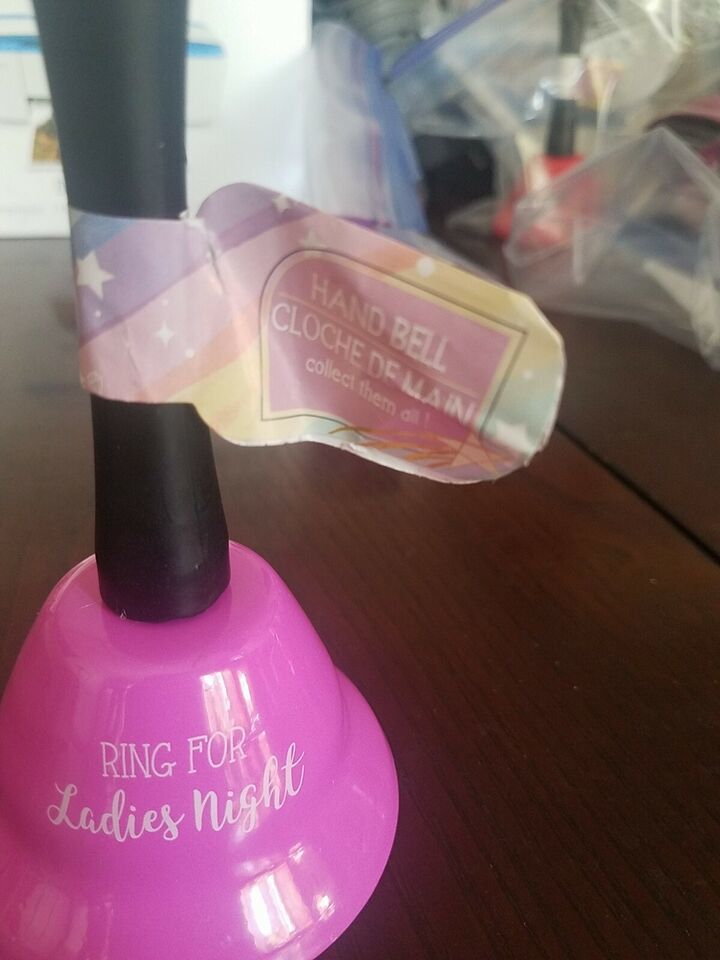 HAND BELL
CLOCHE DE MAIN
collect them all !
RING FOR
Ladies Night